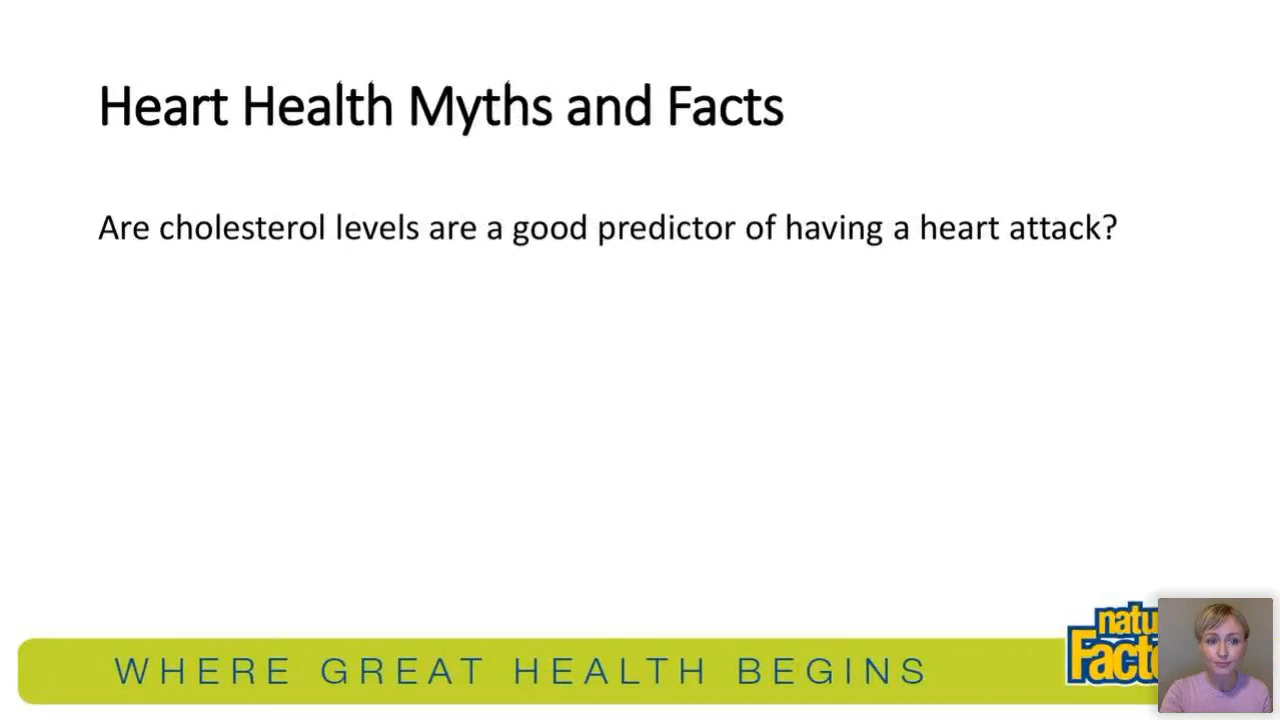 Heart Health Myths and Facts
Are cholesterol levels are a good predictor of having a heart attack?
WHERE GREAT HEALTH BEGINS